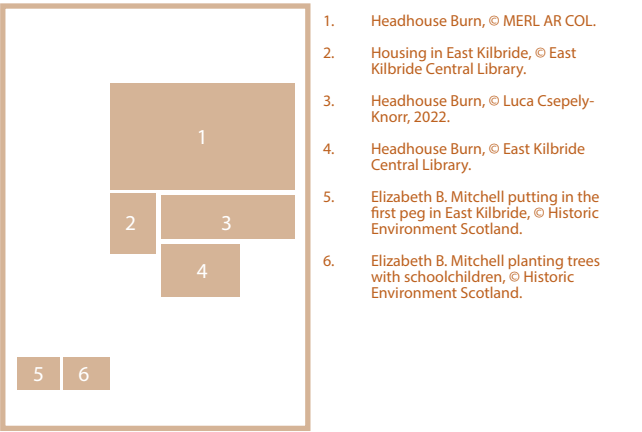 1
2
3
4
5
6
1. Headhouse Burn, © MERL AR COL.
2. Housing in East Kilbride, © East
Kilbride Central Library.
3. Headhouse Burn, © Luca Csepely-
Knorr, 2022.
4. Headhouse Burn, © East Kilbride
Central Library.
5. Elizabeth B. Mitchell putting in the
first peg in East Kilbride, © Historic
Environment Scotland.
6. Elizabeth B. Mitchell planting trees
with schoolchildren, © Historic
Environment Scotland.